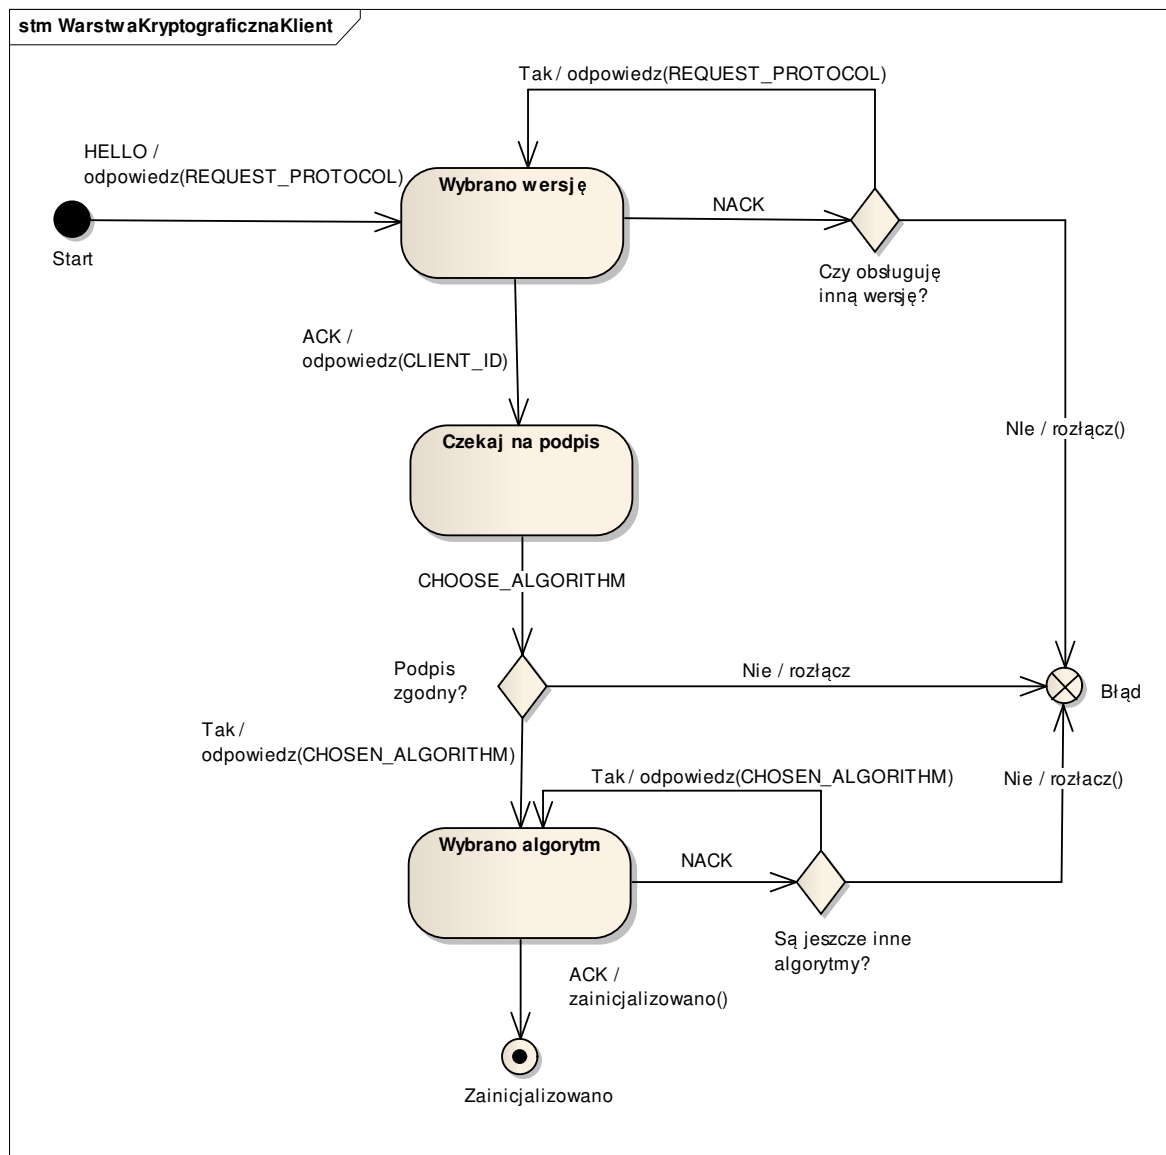 stm WarstwaKryptograficznaKlient
Tak / odpowiedz(REQUEST_PROTOCOL)
HELLO /
odpowiedz(REQUEST_PROTOCOL)
Wybrano wersję
NACK
Start
Czy obsługuję
inną wersję?
ACK /
odpowiedz(CLIENT_ID)
NIe / rozłącz()
Czekaj na podpis
CHOOSE_ALGORITHM
Podpis
zgodny?
Nie / rozłącz
Błąd
Tak /
odpowiedz(CHOSEN_ALGORITHM)
Tak / odpowiedz(CHOSEN_ALGORITHM)
Nie / rozłacz()
Wybrano algorytm
NACK
Są jeszcze inne
algorytmy?
ACK /
zainicjalizowano()
Zainicjalizowano